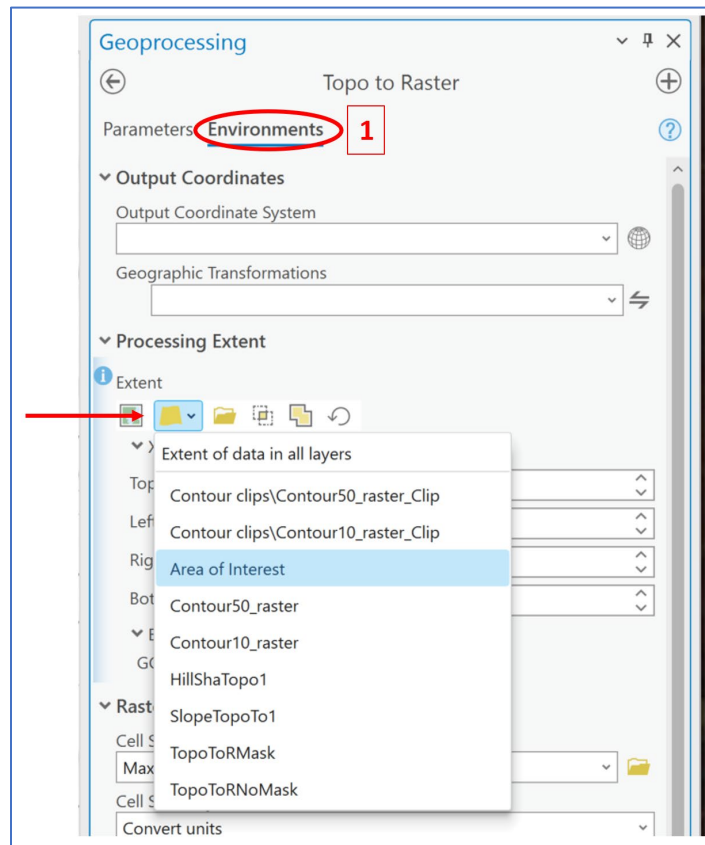 Geoprocessing
Topo to Raster
Parameters Environments 1
Output Coordinates
Output Coordinate System
Geographic Transformations
Processing Extent
Extent
Extent of data in all layers
Top
Contour clips\Contour50_raster_Clip
Contour clips\Contour10_raster_Clip
Area of Interest
Contour50_raster
Contour10_raster
HillShaTopo1
SlopeTopoTo1
TopoToRMask
TopoToRNoMask
Convert units